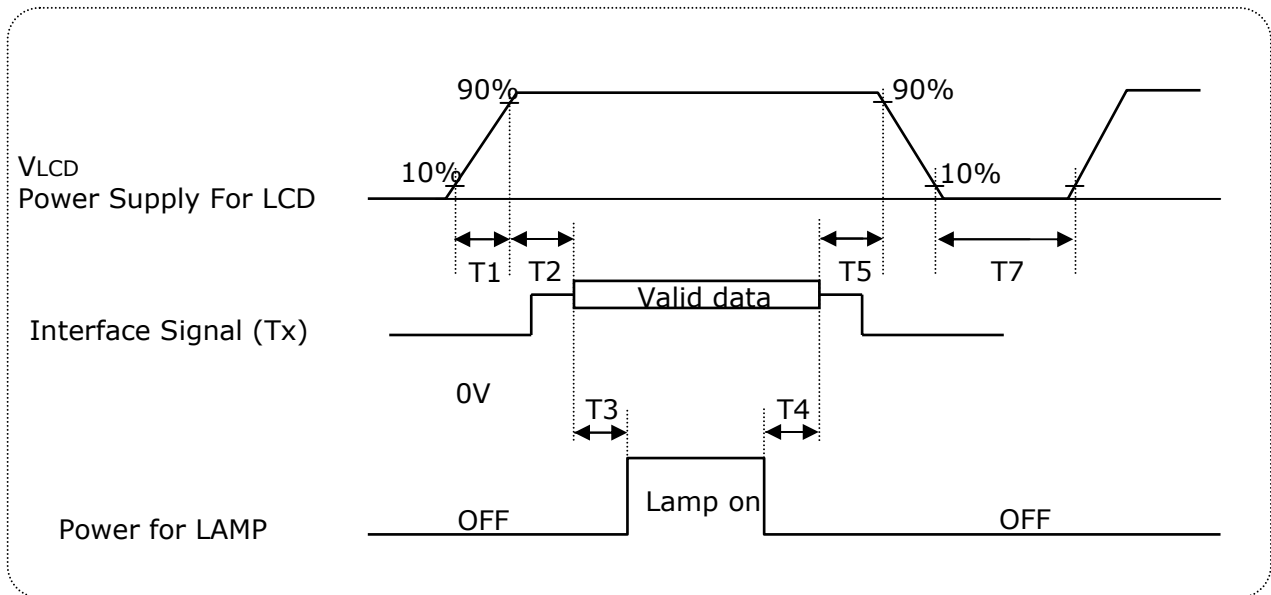 90%
90%
VLCD
10%
10%
Power Supply For LCD
T1
T2
T5
T7
Valid data
Interface Signal (Tx)
0V
T3
T4
Lamp on
Power for LAMP
OFF
OFF